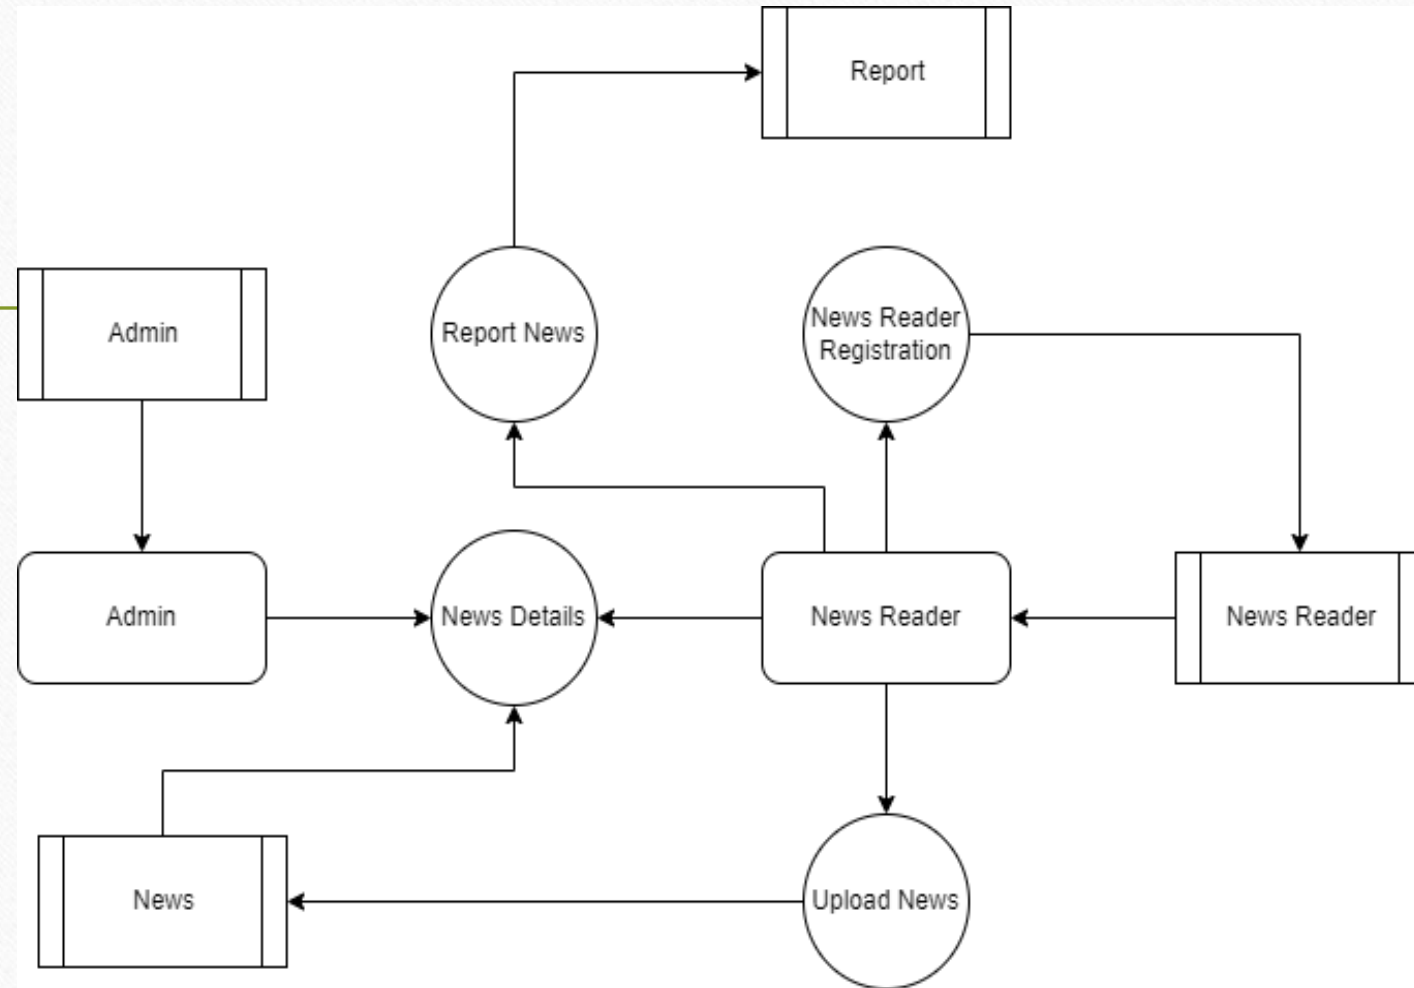 Report
Admin
Report News
News Reader
Registration
Admin
News Details
News Reader
News Reader
News
Upload News